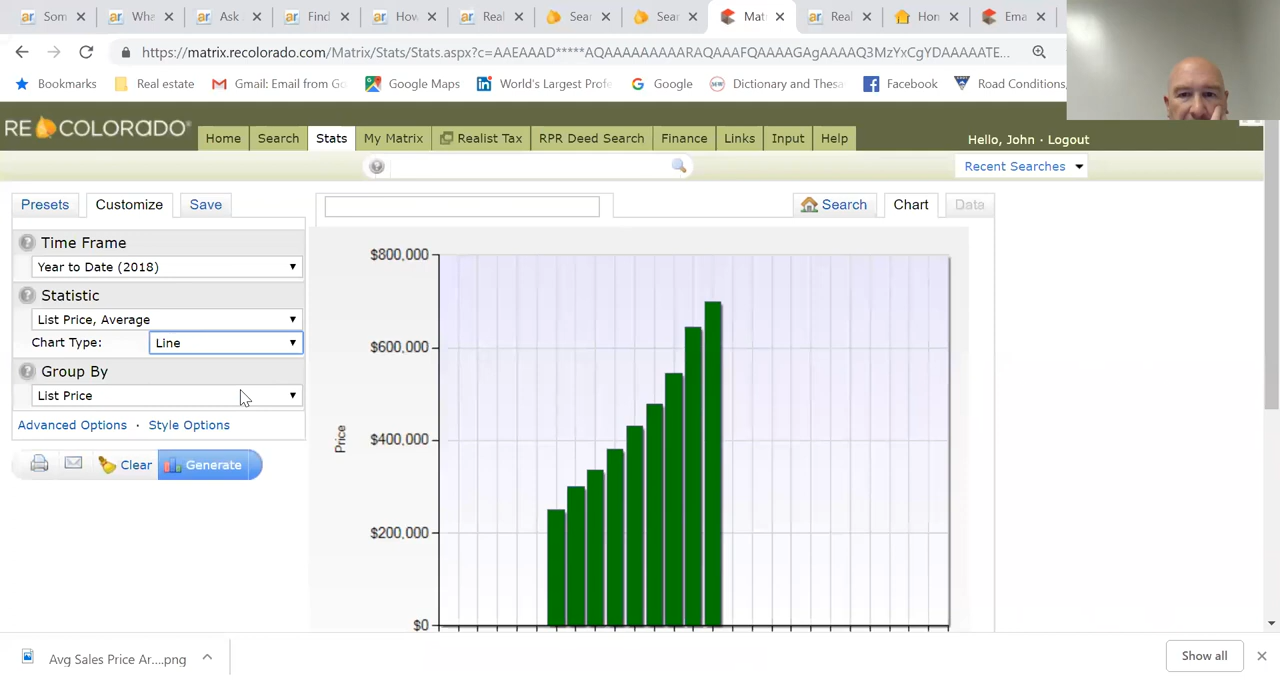 Som
Wha
Ask
Find
How
Real
Sear
Sear
Mat
Real
Hon
Ema
https://matrix.recolorado.com/Matrix/Stats/Stats.aspx?c=AAEAAAD*****AQAAAAAAAAARAQAAAFQAAAAGAgAAAAQ3MzYxCgYDAAAAATE...
Bookmarks
Real estate
Gmail: Email from Go
Google Maps
World's Largest Profe
Google
Dictionary and Thesa
Facebook
Road Conditions,
RECOLORADO®
Home
Search
Stats
My Matrix
Realist Tax
RPR Deed Search
Finance
Links
Input
Help
Hello, John · Logout
Recent Searches
Presets
Customize
Save
Search
Chart
Data
Time Frame
Year to Date (2018)
Statistic
List Price, Average
Chart Type:
Line
Group By
List Price
Advanced Options · Style Options
Clear
Generate
Price
$800,000
$600,000
$400,000
$200,000
$0
Avg Sales Price Ar....png
Show all